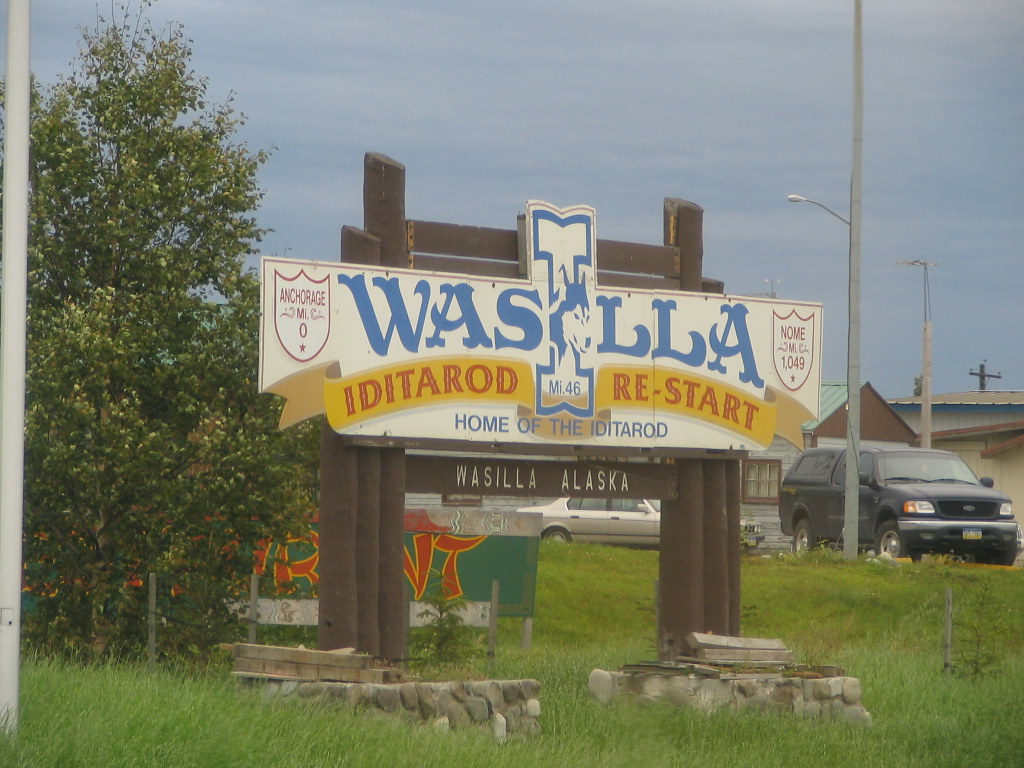 WASILLA
ANCHORAGE
Mi.
0
NOME
Mi.
1,049
IDITAROD
Mi.46
RE-START
HOME OF THE IDITAROD
WASILLA ALASKA